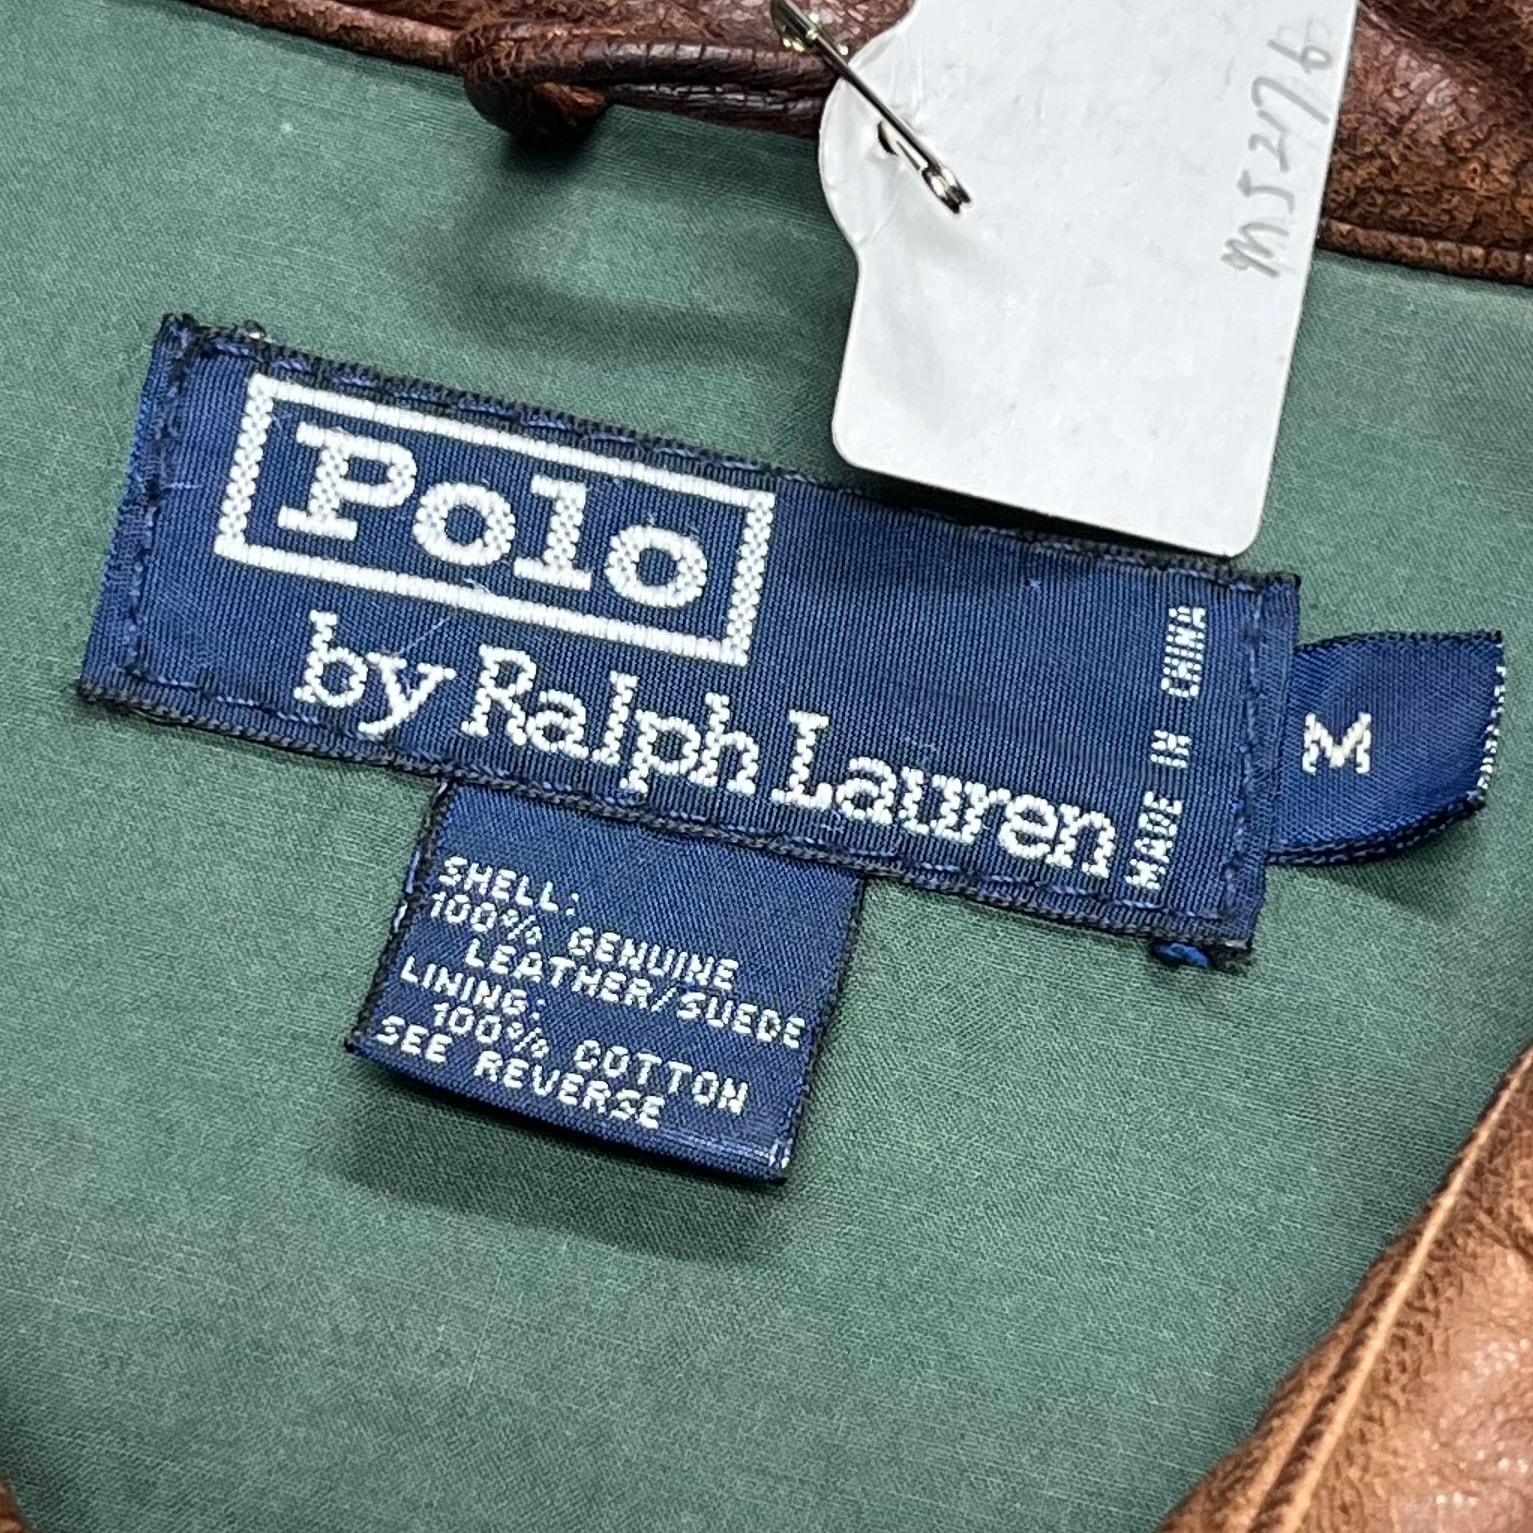 Polo
by Ralph Lauren
MADE IN CHINA
M
SHELL:
100% GENUINE
LEATHER/SUEDE
LINING:
100% COTTON
SEE REVERSE